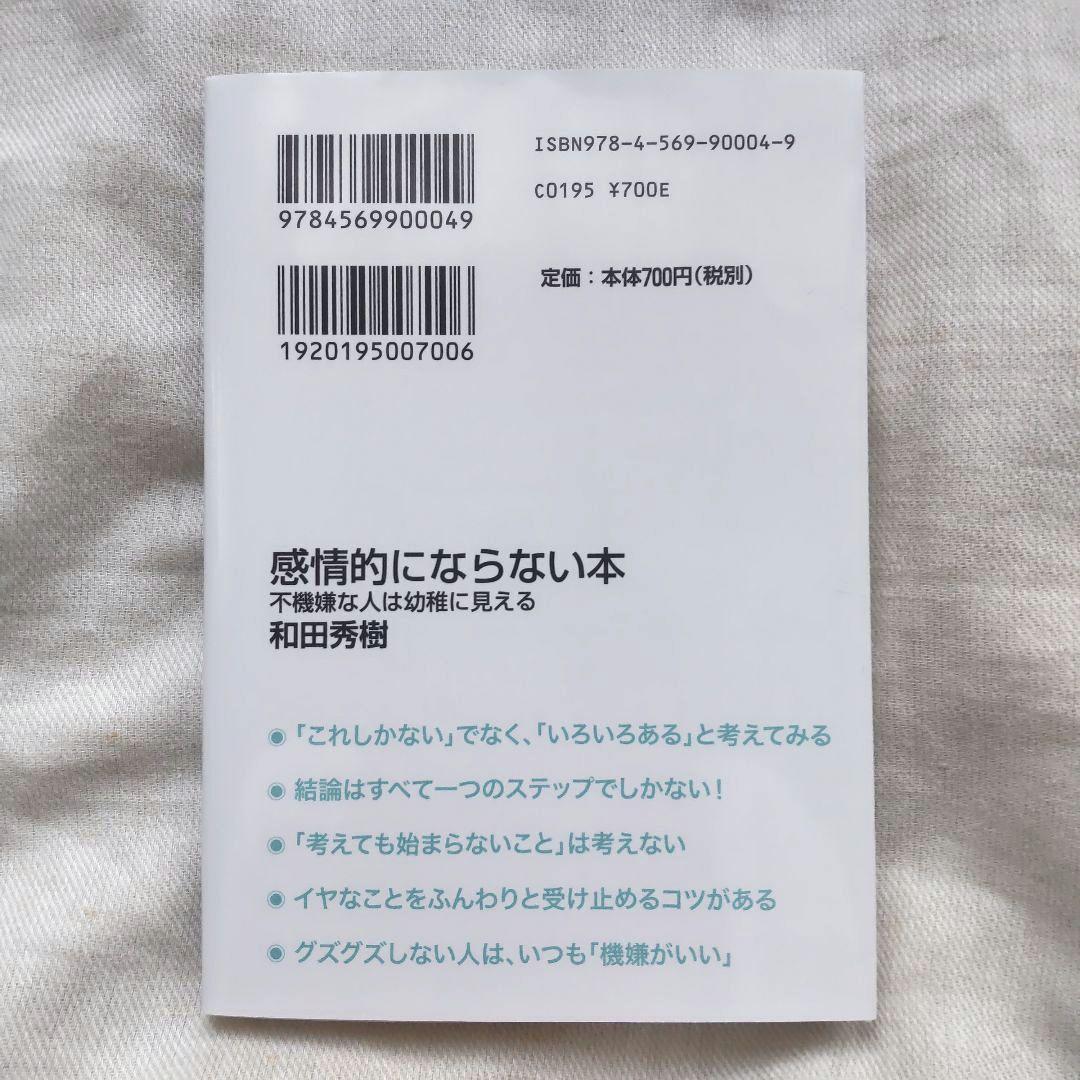 9784569900049
ISBN978-4-569-90004-9
C0195 ¥700E
1920195007006
定価：本体700円(税別)
感情的にならない本
不機嫌な人は幼稚に見える
和田秀樹
◉「これしかない」でなく、「いろいろある」と考えてみる
◉ 結論はすべて一つのステップでしかない！
◉「考えても始まらないこと」は考えない
◉ イヤなことをふんわりと受け止めるコツがある
◉ グズグズしない人は、いつも「機嫌がいい」